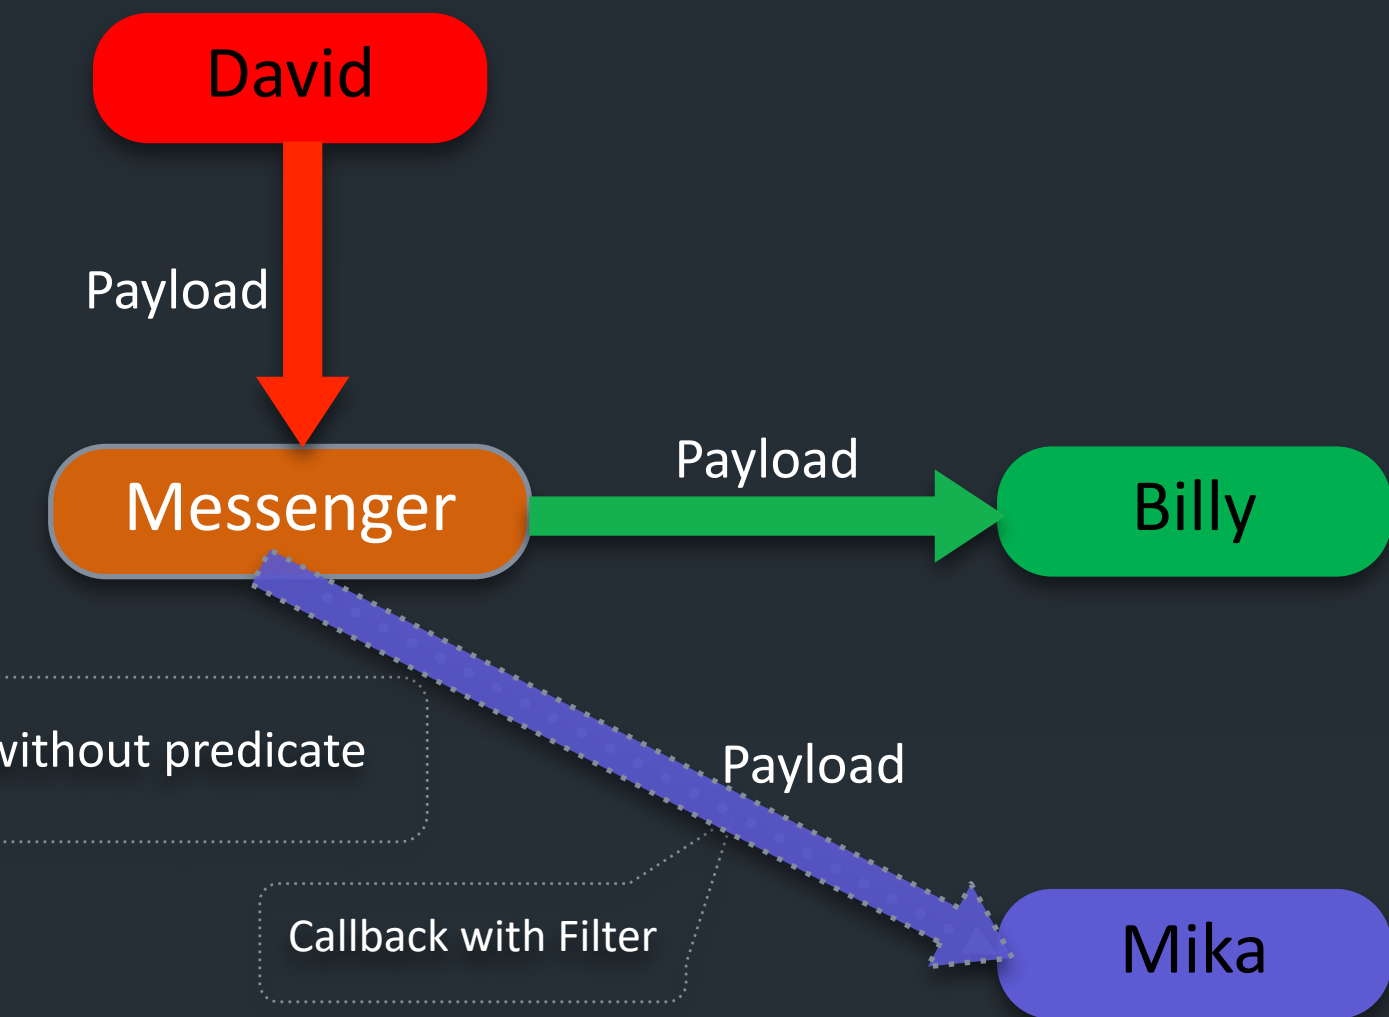 David
Payload
Payload
Messenger
Billy
without predicate
Payload
Callback with Filter
Mika